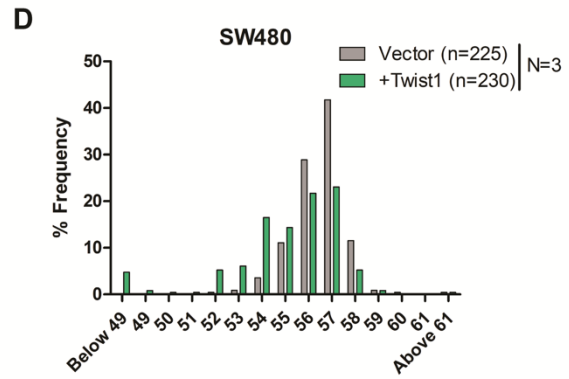 D
SW480
Vector (n=225)
+Twist1 (n=230)
N=3
% Frequency
50
40
30
20
10
0
Below 49
49
50
51
52
53
54
55
56
57
58
59
60
61
Above 61